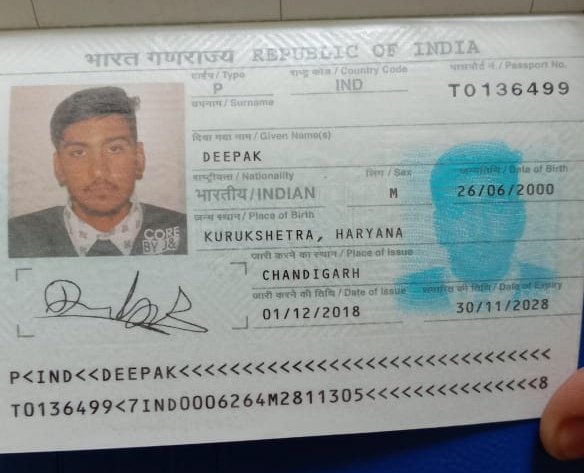 भारत गणराज्य REPUBLIC OF INDIA
टाईप / Type राष्ट्र कोड / Country Code पासपोर्ट नं. / Passport No.
P IND T0136499
उपनाम / Surname
दिया गया नाम / Given Name(s)
DEEPAK
राष्ट्रीयता / Nationality लिंग / Sex जन्मतिथि / Date of Birth
भारतीय / INDIAN M 26/06/2000
जन्म स्थान / Place of Birth
KURUKSHETRA, HARYANA
CORE
BY J&
जारी करने का स्थान / Place of Issue
CHANDIGARH
जारी करने की तिथि / Date of Issue समाप्ति की तिथि / Date of Expiry
01/12/2018 30/11/2028
P<IND<<DEEPAK<<<<<<<<<<<<<<<<<<<<<<<<<<<<<<<
T0136499<7IND0006264M2811305<<<<<<<<<<<<<<<8